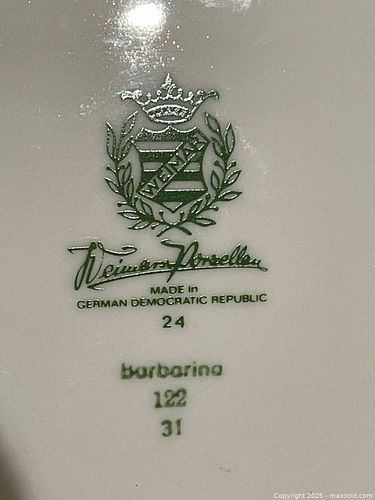 WEIMAR
Weimar Porzellan
MADE in
GERMAN DEMOCRATIC REPUBLIC
24
Barbarina
122
31
Copyright 2025 - maxsold.com